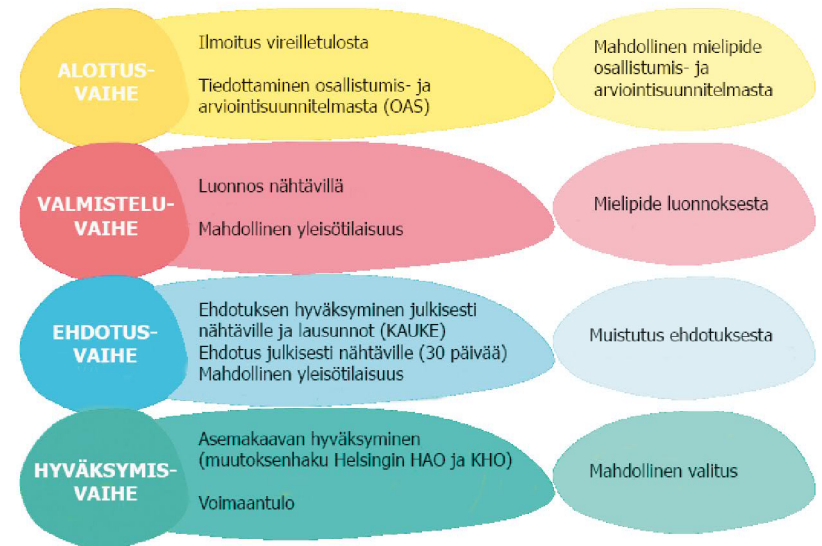 ALOITUS-
VAIHE
Ilmoitus vireilletulosta
Tiedottaminen osallistumis- ja
arviointisuunnitelmasta (OAS)
Mahdollinen mielipide
osallistumis- ja
arviointisuunnitelmasta
VALMISTELU-
VAIHE
Luonnos nähtävillä
Mahdollinen yleisötilaisuus
Mielipide luonnoksesta
EHDOTUS-
VAIHE
Ehdotuksen hyväksyminen julkisesti
nähtäville ja lausunnot (KAUKE)
Ehdotus julkisesti nähtäville (30 päivää)
Mahdollinen yleisötilaisuus
Muistutus ehdotuksesta
HYVÄKSYMIS-
VAIHE
Asemakaavan hyväksyminen
(muutoksenhaku Helsingin HAO ja KHO)
Voimaantulo
Mahdollinen valitus